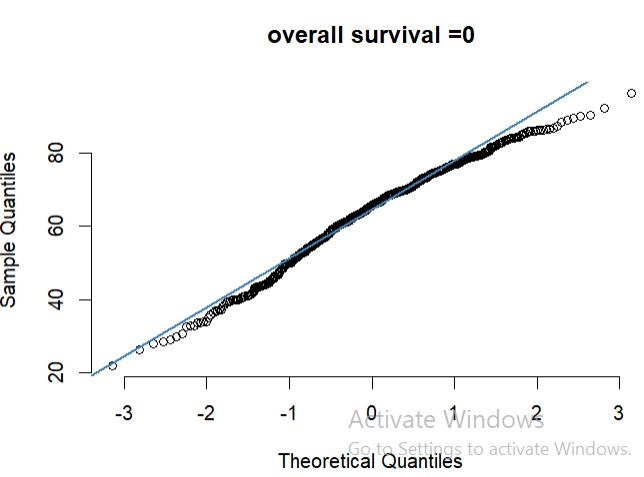 overall survival =0
Sample Quantiles
80
60
40
20
-3 -2 -1 0 1 2 3
Activate Windows
Go to Settings to activate Windows.
Theoretical Quantiles